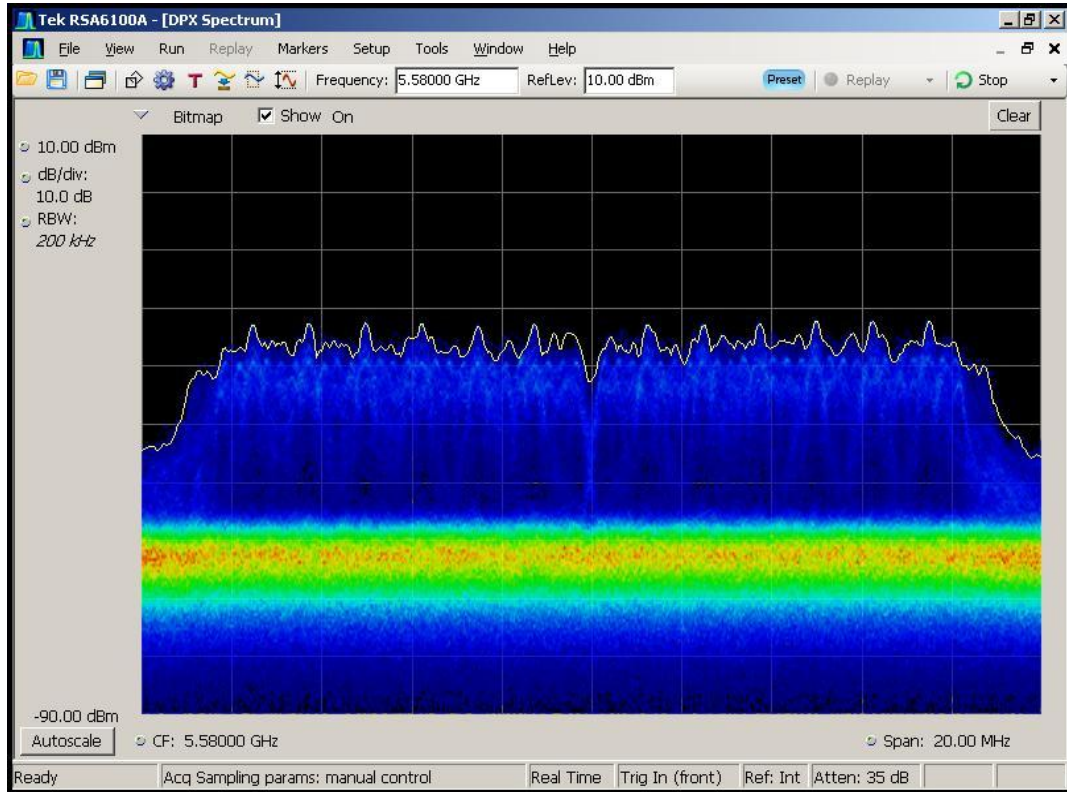 Tek RSA6100A - [DPX Spectrum]
File View Run Replay Markers Setup Tools Window Help
T Frequency: 5.58000 GHz RefLev: 10.00 dBm Preset Replay Stop
Bitmap Show On Clear
10.00 dBm
dB/div:
10.0 dB
RBW:
200 kHz
-90.00 dBm
Autoscale CF: 5.58000 GHz Span: 20.00 MHz
Ready Acq Sampling params: manual control Real Time Trig In (front) Ref: Int Atten: 35 dB